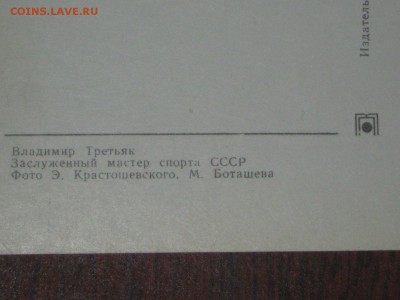 COINS.LAVE.RU
Издатель
Владимир Третьяк
Заслуженный мастер спорта СССР
Фото Э. Крастошевского, М. Боташева